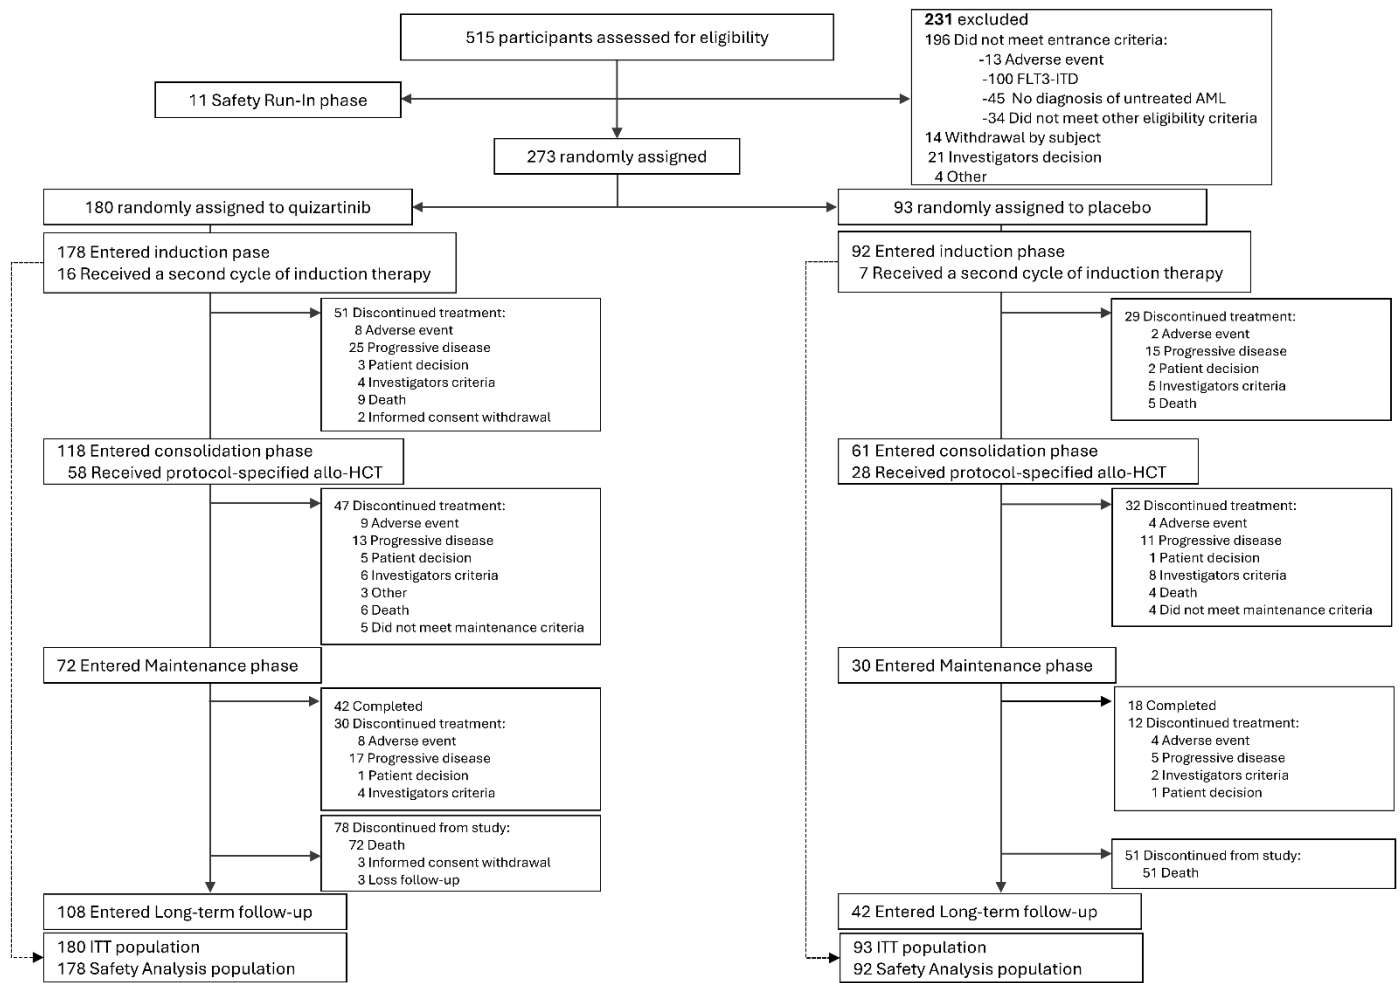 515 participants assessed for eligibility
231 excluded
196 Did not meet entrance criteria:
-13 Adverse event
-100 FLT3-ITD
-45 No diagnosis of untreated AML
-34 Did not meet other eligibility criteria
14 Withdrawal by subject
21 Investigators decision
4 Other
11 Safety Run-In phase
273 randomly assigned
180 randomly assigned to quizartinib
178 Entered induction pase
16 Received a second cycle of induction therapy
51 Discontinued treatment:
8 Adverse event
25 Progressive disease
3 Patient decision
4 Investigators criteria
9 Death
2 Informed consent withdrawal
118 Entered consolidation phase
58 Received protocol-specified allo-HCT
47 Discontinued treatment:
9 Adverse event
13 Progressive disease
5 Patient decision
6 Investigators criteria
3 Other
6 Death
5 Did not meet maintenance criteria
72 Entered Maintenance phase
42 Completed
30 Discontinued treatment:
8 Adverse event
17 Progressive disease
1 Patient decision
4 Investigators criteria
78 Discontinued from study:
72 Death
3 Informed consent withdrawal
3 Loss follow-up
108 Entered Long-term follow-up
180 ITT population
178 Safety Analysis population
93 randomly assigned to placebo
92 Entered induction phase
7 Received a second cycle of induction therapy
29 Discontinued treatment:
2 Adverse event
15 Progressive disease
2 Patient decision
5 Investigators criteria
5 Death
61 Entered consolidation phase
28 Received protocol-specified allo-HCT
32 Discontinued treatment:
4 Adverse event
11 Progressive disease
1 Patient decision
8 Investigators criteria
4 Death
4 Did not meet maintenance criteria
30 Entered Maintenance phase
18 Completed
12 Discontinued treatment:
4 Adverse event
5 Progressive disease
2 Investigators criteria
1 Patient decision
51 Discontinued from study:
51 Death
42 Entered Long-term follow-up
93 ITT population
92 Safety Analysis population